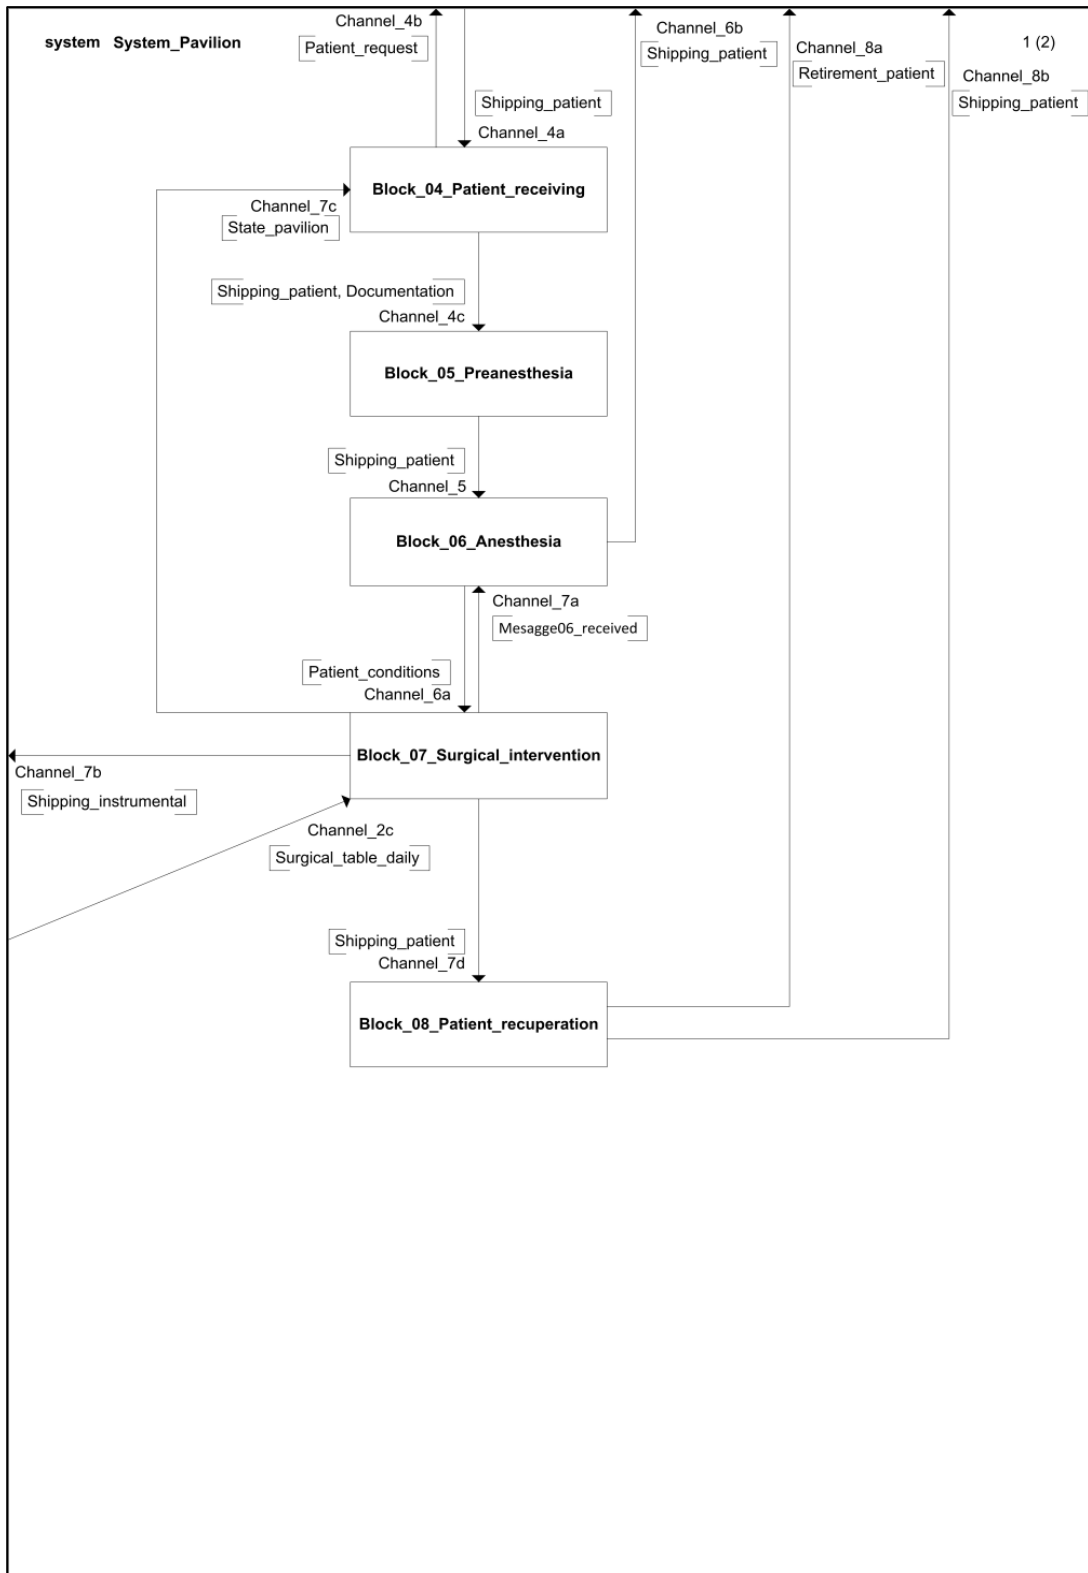 system System_Pavilion
1 (2)
Channel_4b
Patient_request
Channel_6b
Shipping_patient
Channel_8a
Retirement_patient
Channel_8b
Shipping_patient
Shipping_patient
Channel_4a
Block_04_Patient_receiving
Channel_7c
State_pavilion
Shipping_patient, Documentation
Channel_4c
Block_05_Preanesthesia
Shipping_patient
Channel_5
Block_06_Anesthesia
Channel_7a
Mesagge06_received
Patient_conditions
Channel_6a
Block_07_Surgical_intervention
Channel_7b
Shipping_instrumental
Channel_2c
Surgical_table_daily
Shipping_patient
Channel_7d
Block_08_Patient_recuperation